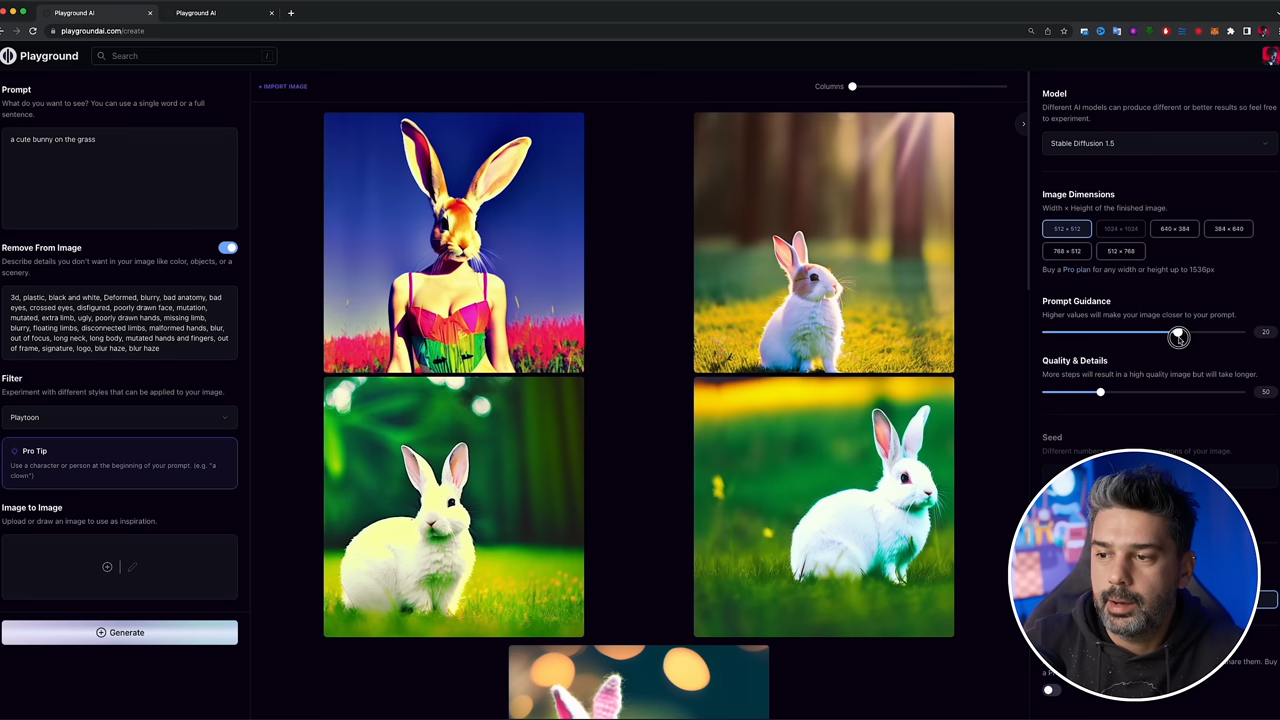 Playground AI
Playground AI
playgroundai.com/create
Playground
Search
/
Prompt
What do you want to see? You can use a single word or a full
sentence.
a cute bunny on the grass
Remove From Image
Describe details you don't want in your image like color, objects, or a
scenery.
3d, plastic, black and white, Deformed, blurry, bad anatomy, bad
eyes, crossed eyes, disfigured, poorly drawn face, mutation,
mutated, extra limb, ugly, poorly drawn hands, missing limb,
blurry, floating limbs, disconnected limbs, malformed hands, blur,
out of focus, long neck, long body, mutated hands and fingers, out
of frame, signature, logo, blur haze, blur haze
Filter
Experiment with different styles that can be applied to your image.
Playtoon
Pro Tip
Use a character or person at the beginning of your prompt. (e.g. "a
clown")
Image to Image
Upload or draw an image to use as inspiration.
Generate
+ IMPORT IMAGE
Columns
Model
Different AI models can produce different or better results so feel free
to experiment.
Stable Diffusion 1.5
Image Dimensions
Width × Height of the finished image.
512 × 512
1024 × 1024
640 × 384
384 × 640
768 × 512
512 × 768
Buy a Pro plan for any width or height up to 1536px
Prompt Guidance
Higher values will make your image closer to your prompt.
20
Quality & Details
More steps will result in a high quality image but will take longer.
50
Seed
Different numbers
of your image.
share them. Buy
a